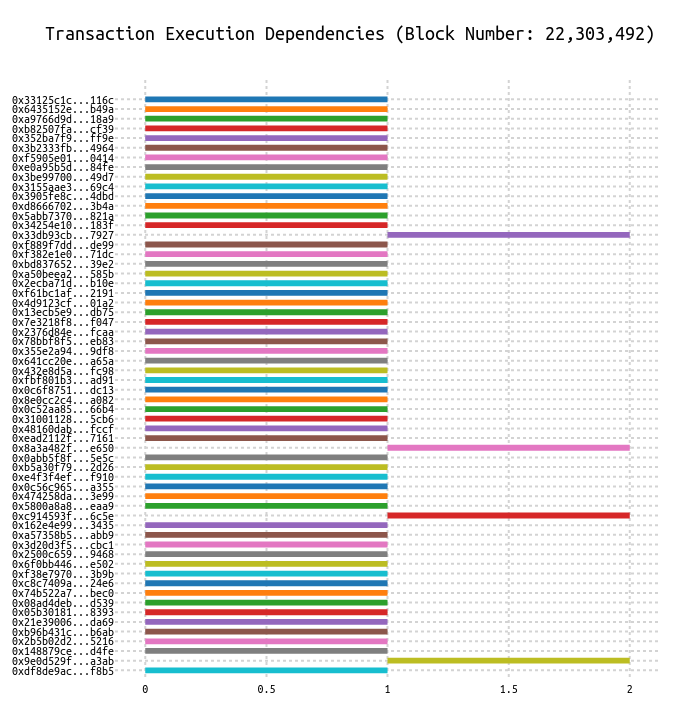 Transaction Execution Dependencies (Block Number: 22,303,492)
0x33125c1c...116c
0x6435152e...b49a
0xa9766d9d...18a9
0xb82507fa...cf39
0x352ba7f9...ff9e
0x3b2333fb...4964
0xf5905e01...0414
0xe0a95b5d...84fe
0x3be99700...49d7
0x3155aae3...69c4
0x3905fe8c...4dbd
0xd8666702...3b4a
0x5abb7370...821a
0x34254e10...183f
0x33db93cb...7927
0xf889f7dd...de99
0xf382e1e0...71dc
0xbd837652...39e2
0xa50beea2...585b
0x2ecba71d...b10e
0xf61bc1af...2191
0x4d9123cf...01a2
0x13ecb5e9...db75
0x7e3218f8...f047
0x2376d84e...fcaa
0x78bbf8f5...eb83
0x355e2a94...9df8
0x641cc20e...a65a
0x432e8d5a...fc98
0xfbf801b3...ad91
0x0c6f8751...dc13
0x8e0cc2c4...a082
0x0c52aa85...66b4
0x31001128...5cb6
0x48160dab...fccf
0xead2112f...7161
0x8a3a482f...e650
0x0abb5f8f...5e5c
0xb5a30f79...2d26
0xe4f3f4ef...f910
0x0c56c965...a355
0x474258da...3e99
0x5800a8a8...eaa9
0xc914593f...6c5e
0x162e4e99...3435
0xa57358b5...abb9
0x3d20d3f5...cbc1
0x2500c659...9468
0x6f0bb446...e502
0xf38e7970...3b9b
0xc8c7409a...24e6
0x74b522a7...bec0
0x08ad4deb...d539
0x05b30181...8393
0x21e39006...da69
0xb96b431c...b6ab
0x2b5b02d2...5216
0x148879ce...d4fe
0x9e0d529f...a3ab
0xdf8de9ac...f8b5
0 0.5 1 1.5 2